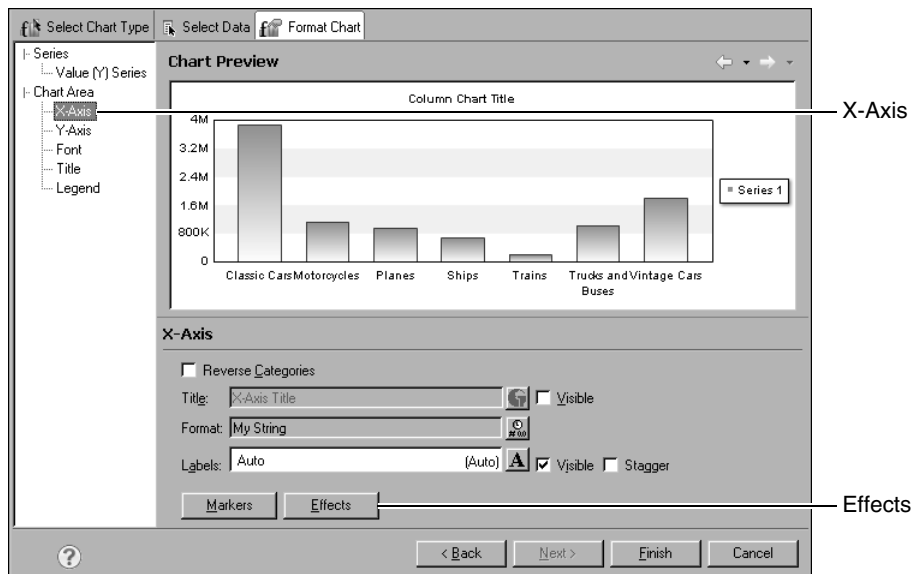 Select Chart Type
Select Data
Format Chart
Series
Value (Y) Series
Chart Area
X-Axis
Y-Axis
Font
Title
Legend
Chart Preview
Column Chart Title
4M
3.2M
2.4M
1.6M
800K
0
Classic Cars Motorcycles Planes Ships Trains Trucks and Vintage Cars
Buses
Series 1
X-Axis
X-Axis
Reverse Categories
Title: X-Axis Title Visible
Format: My String
Labels: Auto (Auto) A Visible Stagger
Markers Effects
Effects
? < Back Next > Finish Cancel